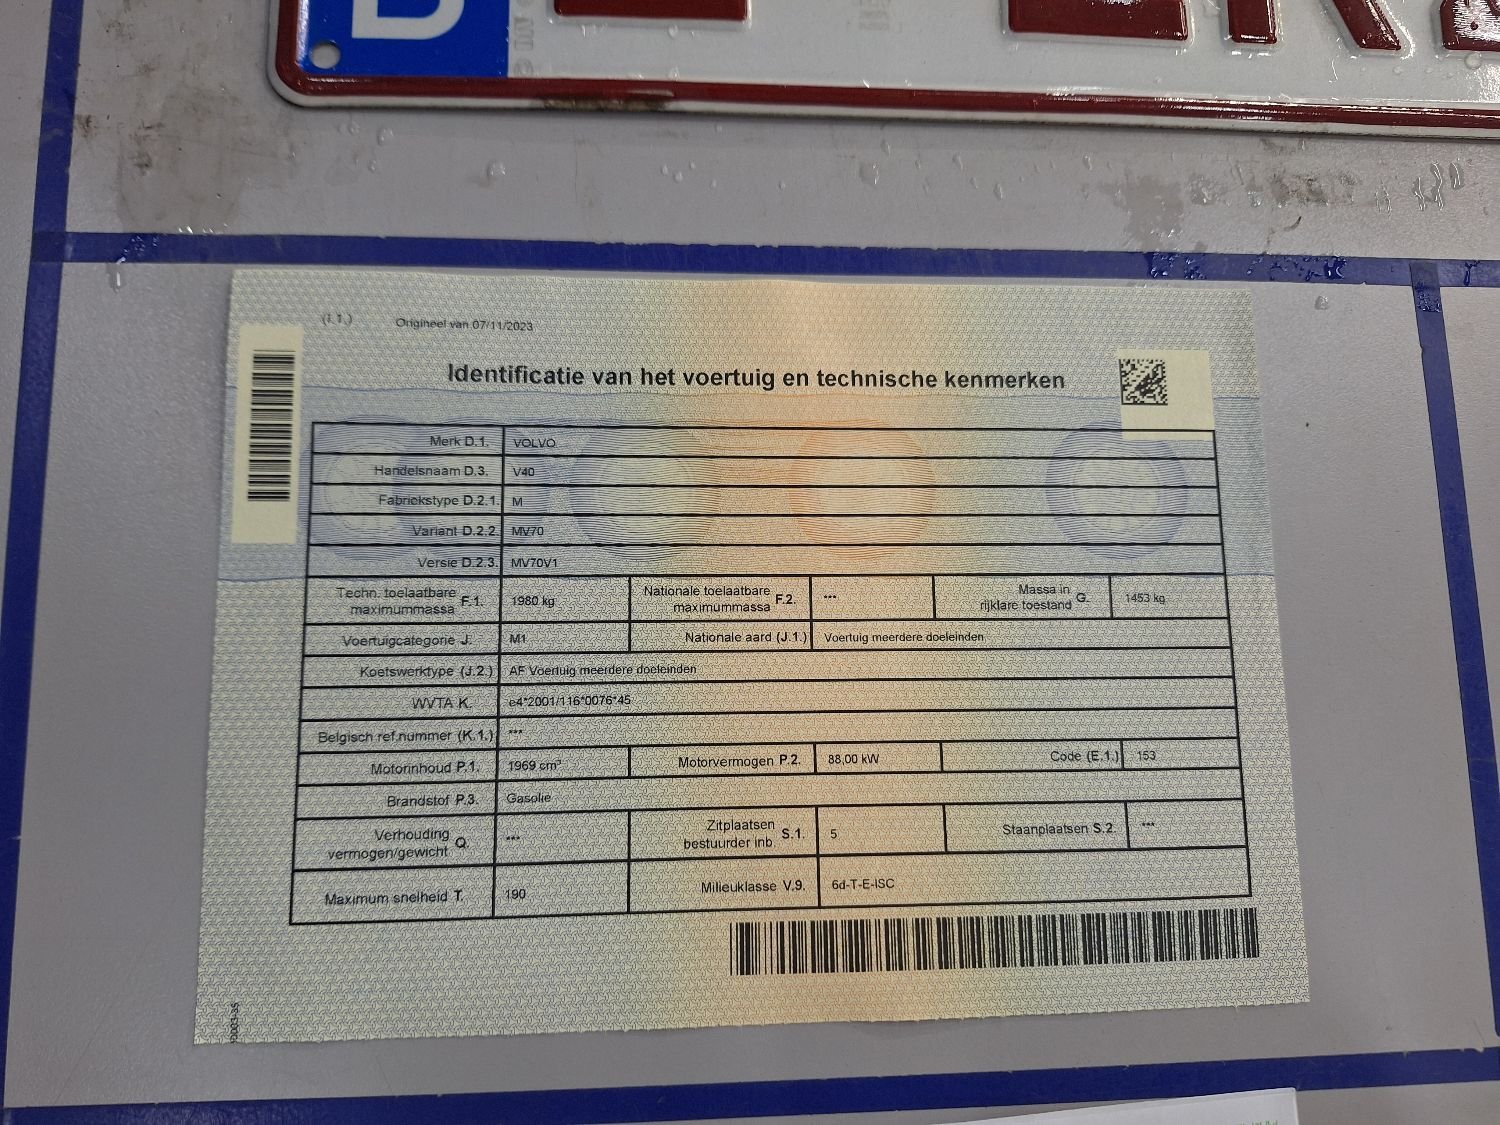 B
(I.1.) Origineel van 07/11/2023
Identificatie van het voertuig en technische kenmerken
Merk D.1. VOLVO
Handelsnaam D.3. V40
Fabriekstype D.2.1. M
Variant D.2.2 MV70
Versie D.2.3. MV70V1
Techn. toelaatbare maximummassa F.1. 1980 kg Nationale toelaatbare maximummassa F.2. *** Massa in rijklare toestand G. 1453 kg
Voertuigcategorie J. M1 Nationale aard (J.1.) Voertuig meerdere doeleinden
Koetswerktype (J.2.) AF Voertuig meerdere doeleinden
WVTA K. e4*2001/116*0076*45
Belgisch ref.nummer (K.1.) ***
Motorinhoud P.1. 1969 cm³ Motorvermogen P.2. 88,00 kW Code (E.1.) 153
Brandstof P.3. Gasolie
Verhouding vermogen/gewicht Q. *** Zitplaatsen bestuurder inb. S.1. 5 Staanplaatsen S.2. ***
Maximum snelheid T. 190 Milieuklasse V.9. 6d-T-E-ISC